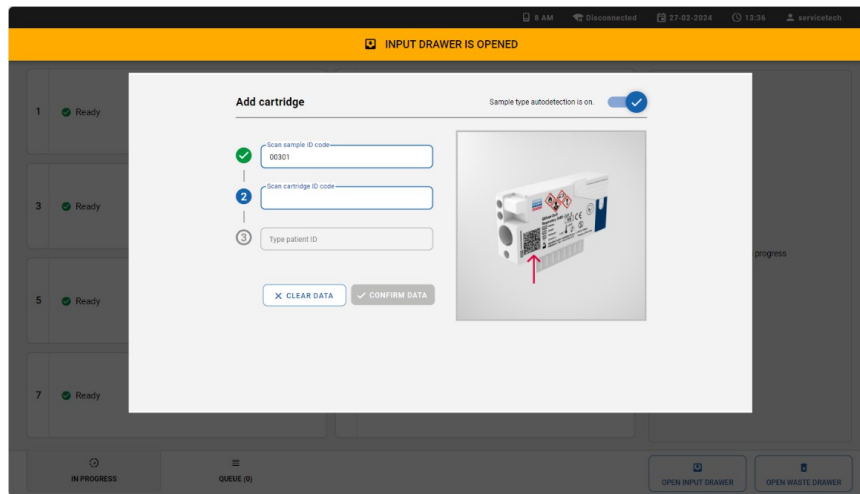 8 AM Disconnected 27-02-2024 13:36 servicetech
INPUT DRAWER IS OPENED
Add cartridge
Sample type autodetection is on.
1 Ready
Scan sample ID code
00301
Scan cartridge ID code
2
3 Ready
3 Type patient ID
progress
CLEAR DATA CONFIRM DATA
5 Ready
7 Ready
IN PROGRESS
QUEUE (0)
OPEN INPUT DRAWER
OPEN WASTE DRAWER